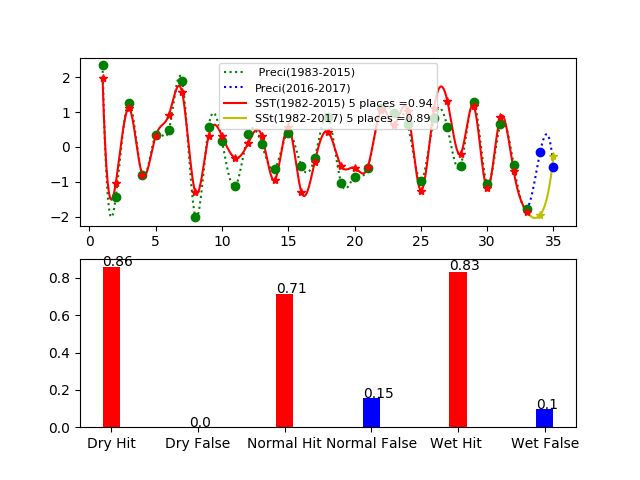 2
1
0
−1
−2
Preci(1983-2015)
Preci(2016-2017)
SST(1982-2015) 5 places =0.94
SSt(1982-2017) 5 places =0.89
0 5 10 15 20 25 30 35
0.8
0.6
0.4
0.2
0.0
0.86
0.0
0.71
0.15
0.83
0.1
Dry Hit Dry False Normal Hit Normal False Wet Hit Wet False